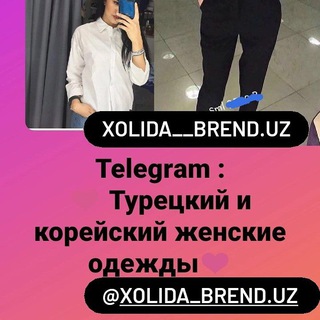 XOLIDA__BREND.UZ
Telegram :
Турецкий и
корейский женские
одежды
@XOLIDA_BREND.UZ